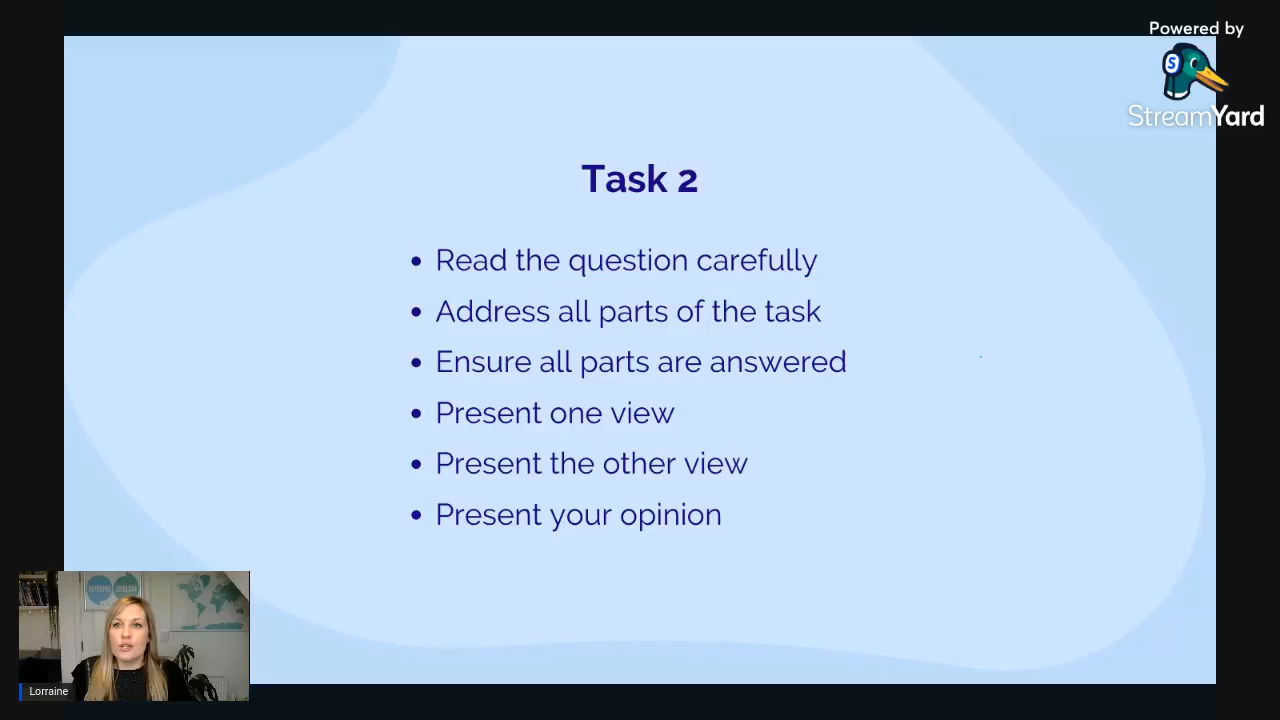 Powered by
StreamYard
Task 2
• Read the question carefully
• Address all parts of the task
• Ensure all parts are answered
• Present one view
• Present the other view
• Present your opinion
Lorraine